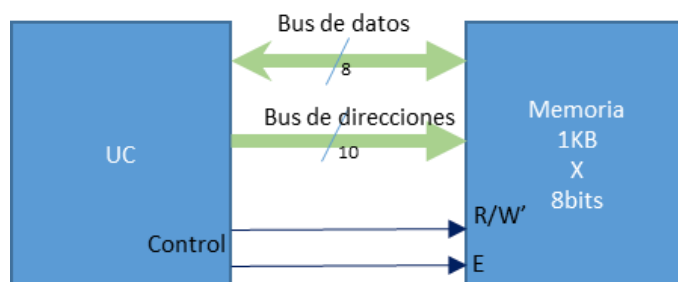 Bus de datos
8
Bus de direcciones
10
UC
Memoria
1KB
X
8bits
R/W'
Control
E